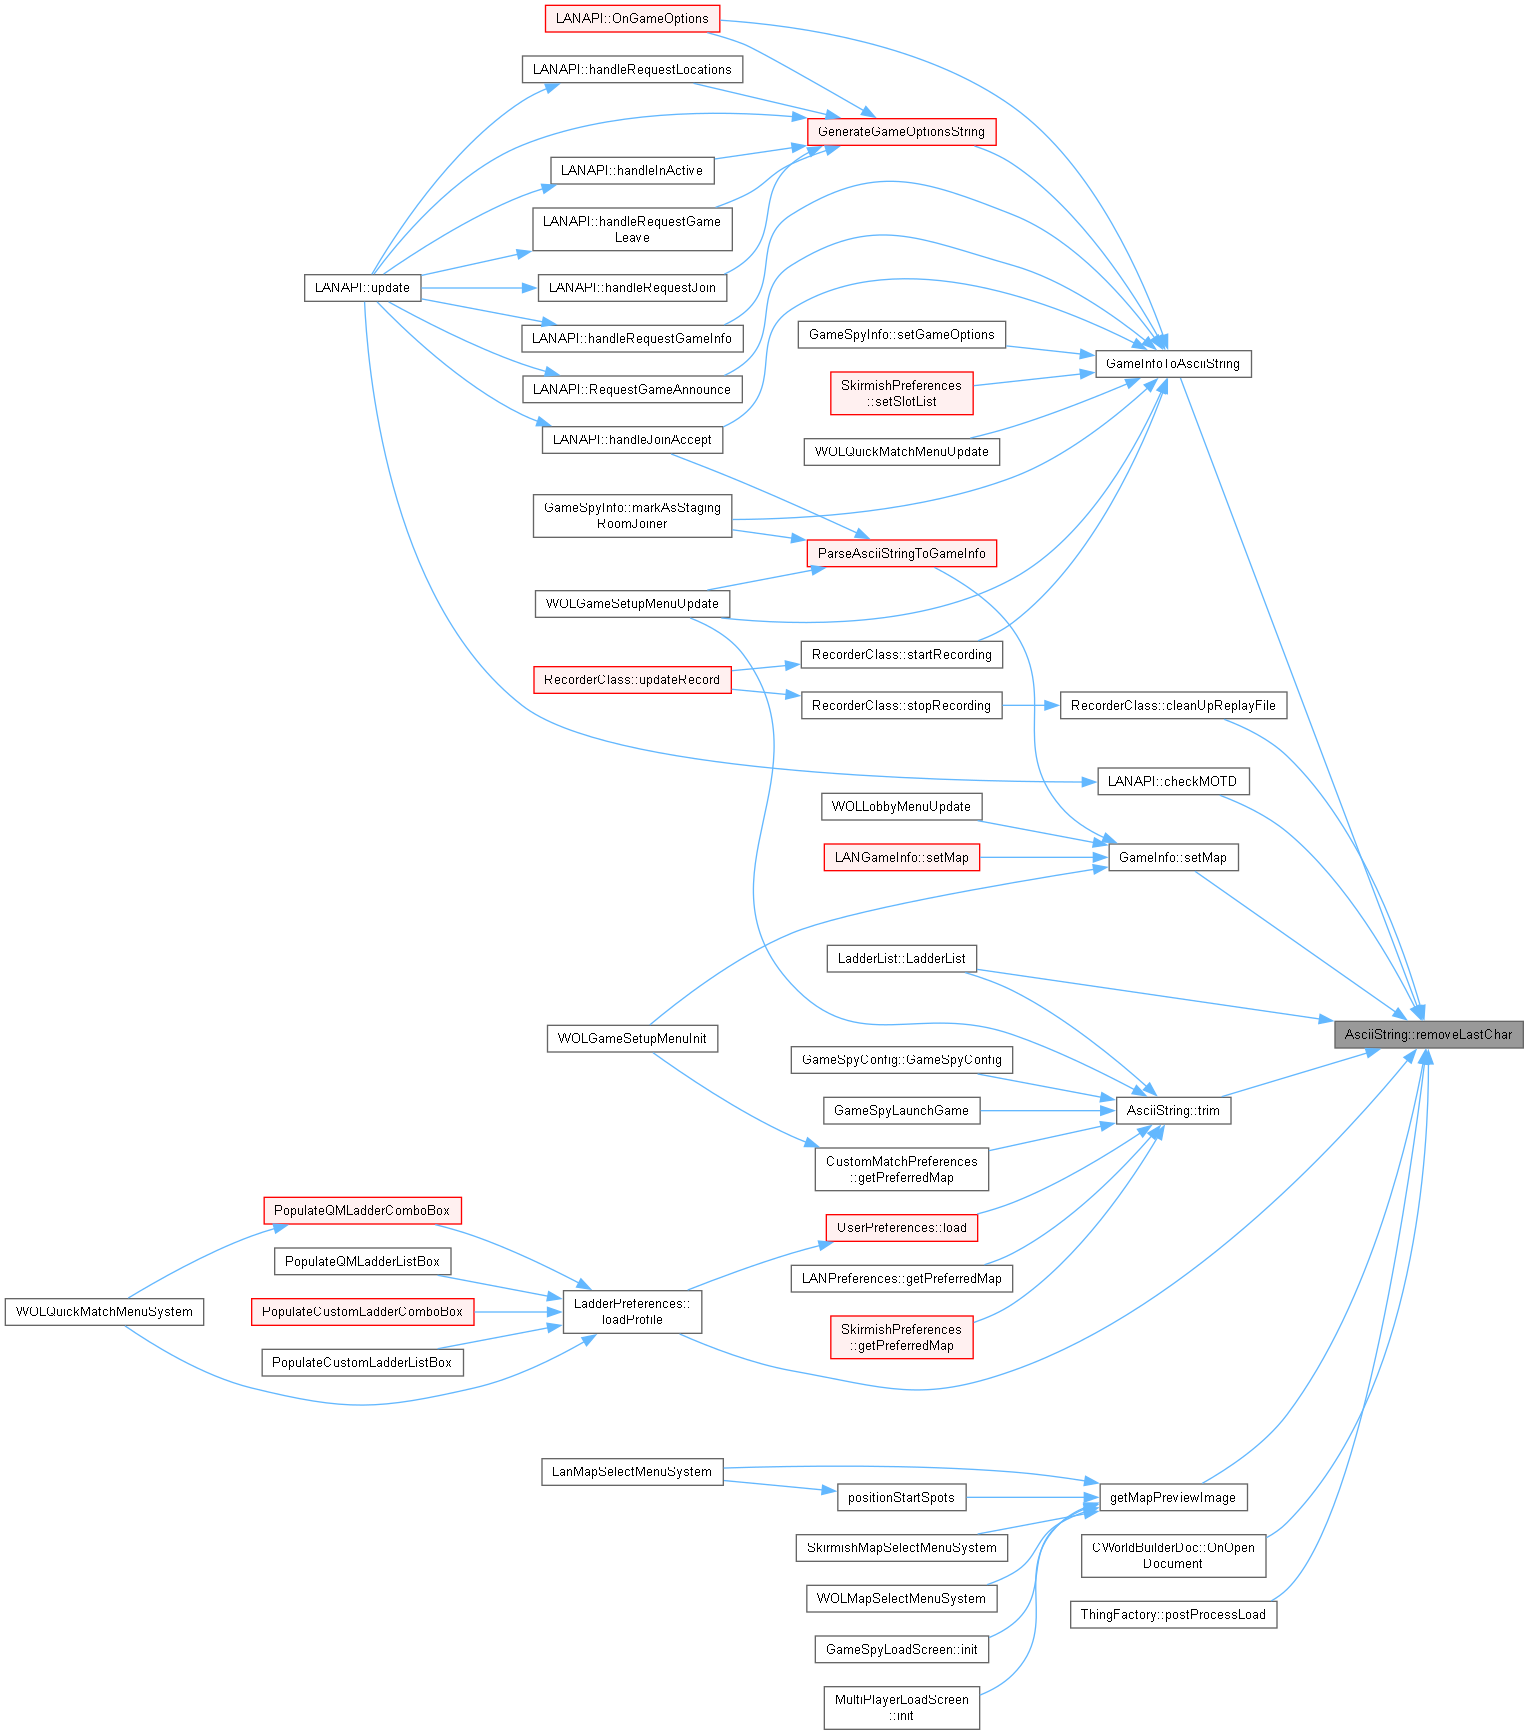 LANAPI::OnGameOptions
LANAPI::handleRequestLocations
GenerateGameOptionsString
LANAPI::handleInActive
LANAPI::handleRequestGame
Leave
LANAPI::update
LANAPI::handleRequestJoin
LANAPI::handleRequestGameInfo
GameSpyInfo::setGameOptions
GameInfoToAsciiString
SkirmishPreferences
::setSlotList
LANAPI::RequestGameAnnounce
LANAPI::handleJoinAccept
WOLQuickMatchMenuUpdate
GameSpyInfo::markAsStaging
RoomJoiner
ParseAsciiStringToGameInfo
WOLGameSetupMenuUpdate
RecorderClass::startRecording
RecorderClass::updateRecord
RecorderClass::stopRecording
RecorderClass::cleanUpReplayFile
LANAPI::checkMOTD
WOLLobbyMenuUpdate
LANGameInfo::setMap
GameInfo::setMap
LadderList::LadderList
WOLGameSetupMenuInit
AsciiString::removeLastChar
GameSpyConfig::GameSpyConfig
GameSpyLaunchGame
AsciiString::trim
CustomMatchPreferences
::getPreferredMap
PopulateQMLadderComboBox
UserPreferences::load
PopulateQMLadderListBox
LANPreferences::getPreferredMap
WOLQuickMatchMenuSystem
PopulateCustomLadderComboBox
LadderPreferences::
loadProfile
SkirmishPreferences
::getPreferredMap
PopulateCustomLadderListBox
LanMapSelectMenuSystem
positionStartSpots
getMapPreviewImage
SkirmishMapSelectMenuSystem
CWorldBuilderDoc::OnOpen
Document
WOLMapSelectMenuSystem
ThingFactory::postProcessLoad
GameSpyLoadScreen::init
MultiPlayerLoadScreen
::init